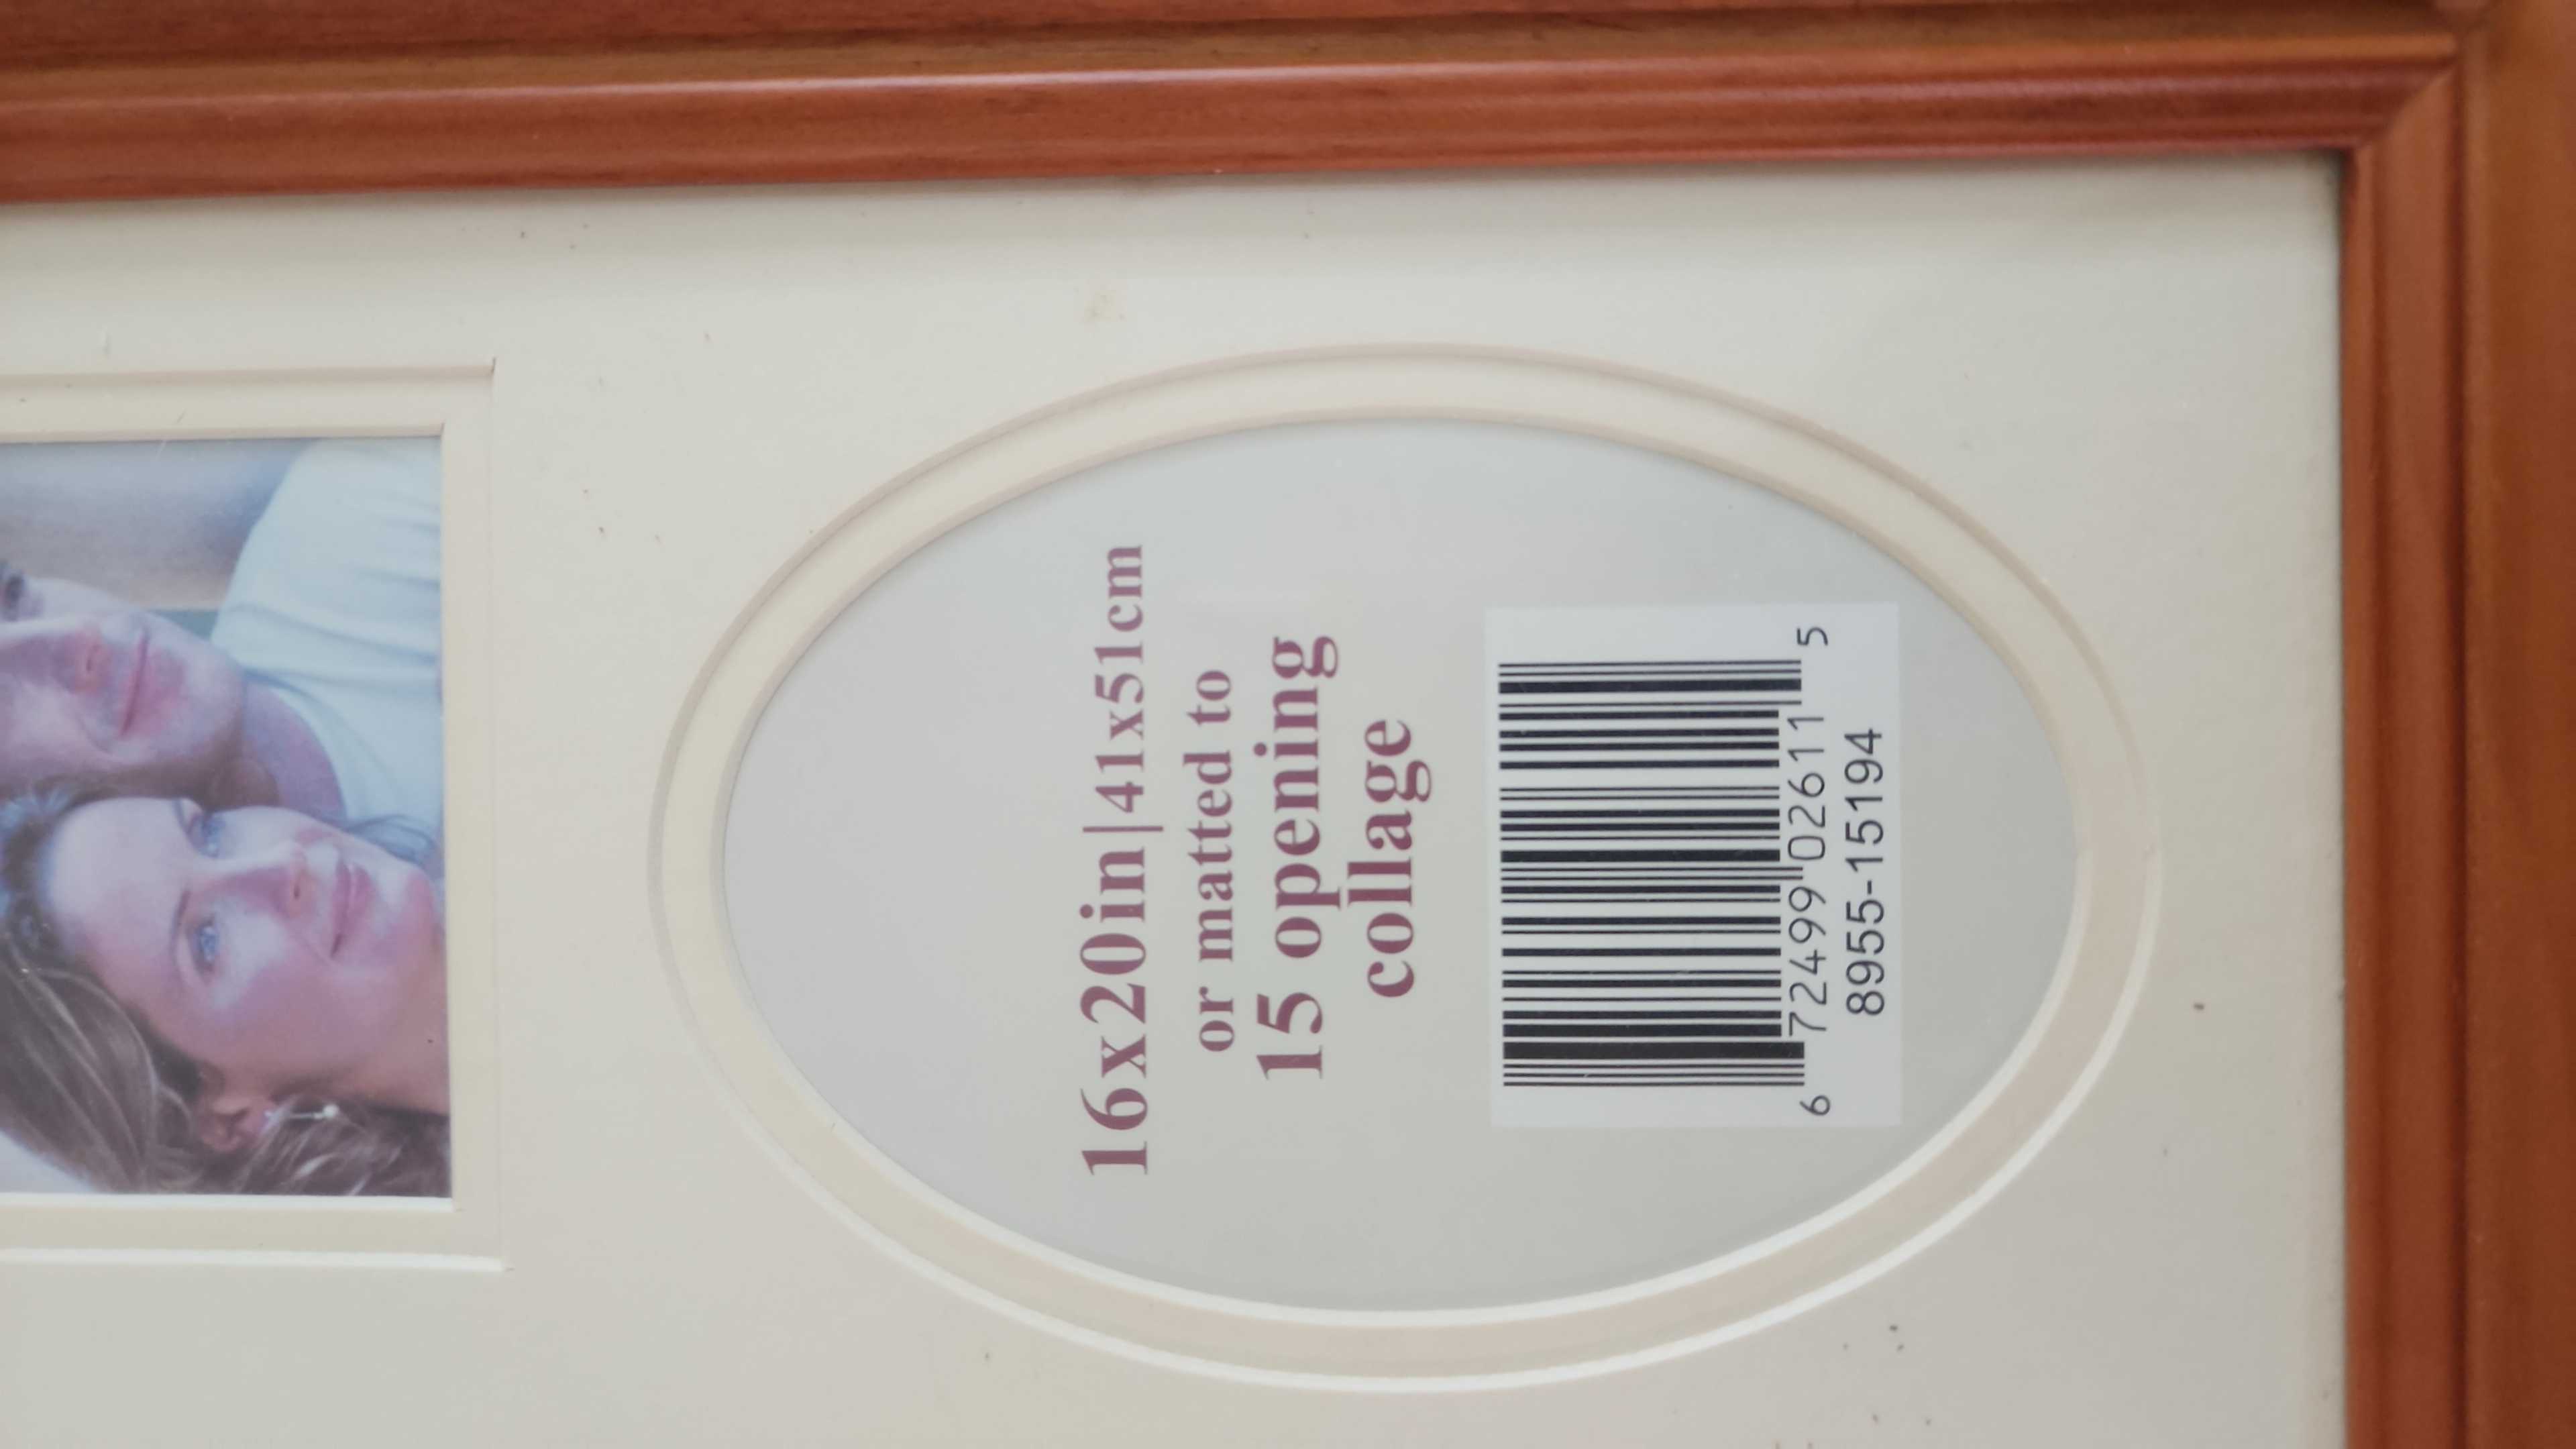 16x20in|41x51cm
or matted to
15 opening
collage
6 72499 02611 5
8955-15194